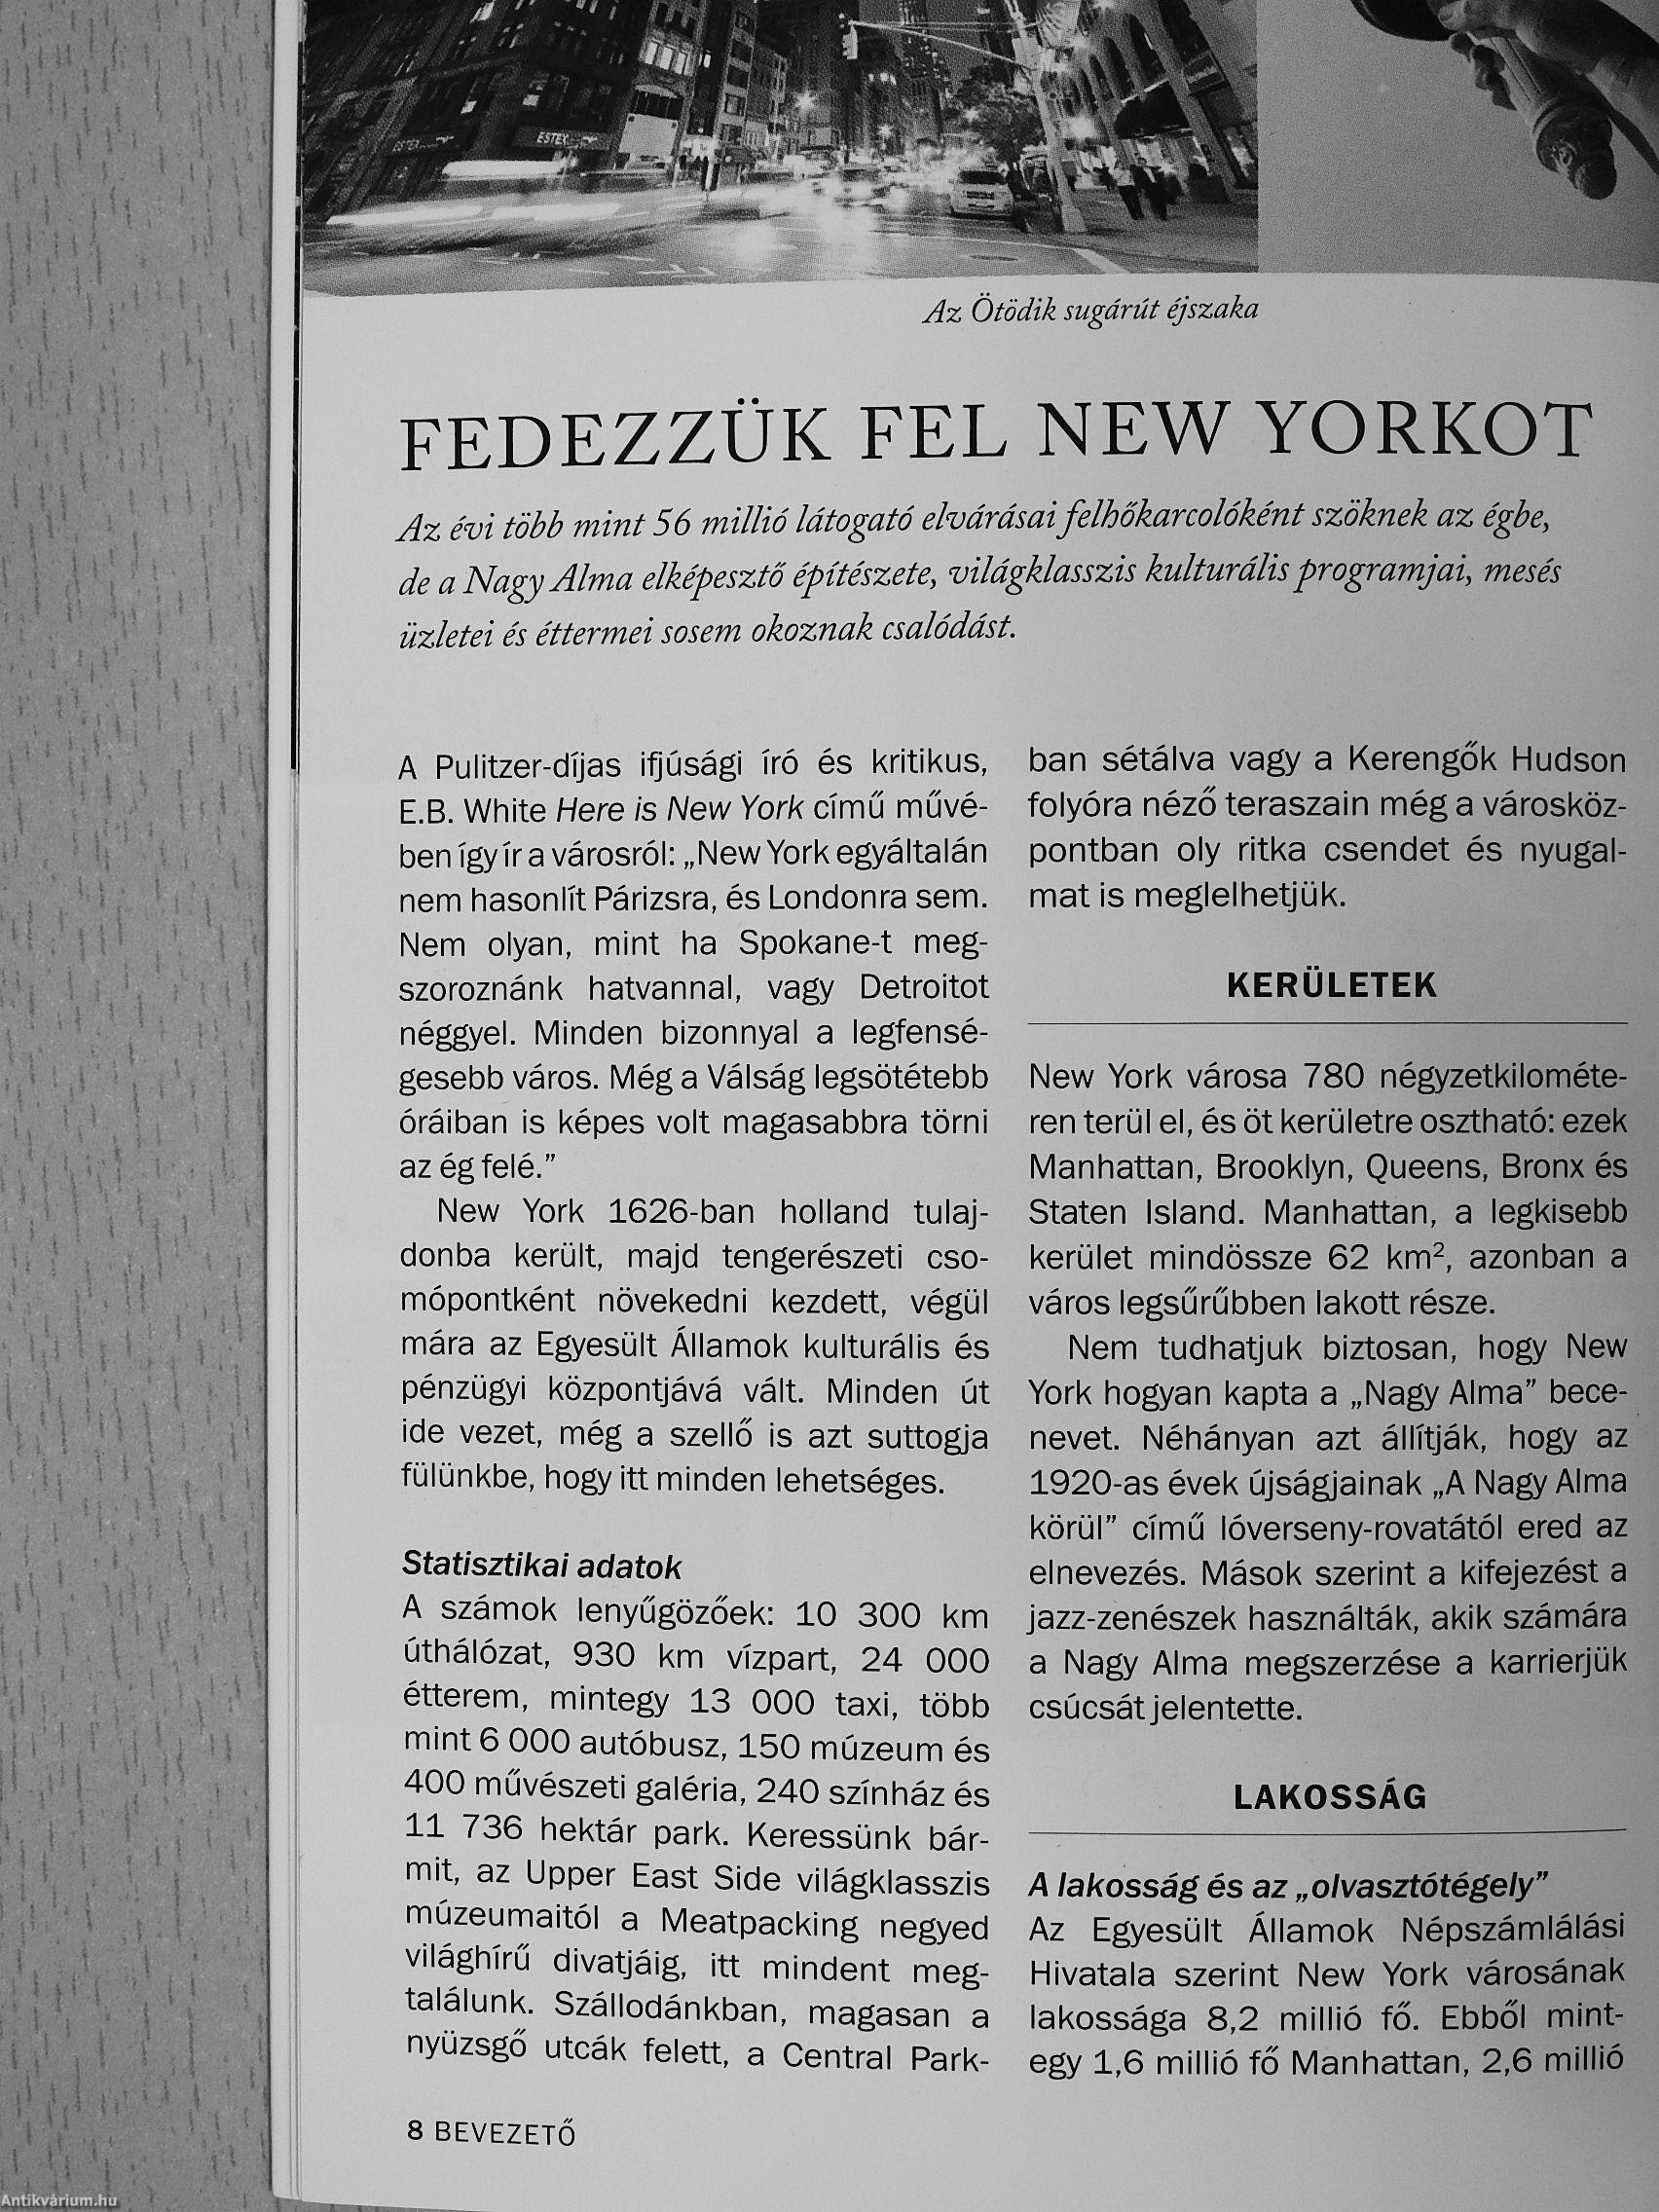 ESTEX
ESTEX
Az Ötödik sugárút éjszaka
FEDEZZÜK FEL NEW YORKOT
Az évi több mint 56 millió látogató elvárásai felhőkarcolóként szöknek az égbe,
de a Nagy Alma elképesztő építészete, világklasszis kulturális programjai, mesés
üzletei és éttermei sosem okoznak csalódást.
A Pulitzer-díjas ifjúsági író és kritikus,
E.B. White Here is New York című művé-
ben így ír a városról: „New York egyáltalán
nem hasonlít Párizsra, és Londonra sem.
Nem olyan, mint ha Spokane-t meg-
szoroznánk hatvannal, vagy Detroitot
néggyel. Minden bizonnyal a legfensé-
gesebb város. Még a Válság legsötétebb
óráiban is képes volt magasabbra törni
az ég felé.”
New York 1626-ban holland tulaj-
donba került, majd tengerészeti cso-
mópontként növekedni kezdett, végül
mára az Egyesült Államok kulturális és
pénzügyi központjává vált. Minden út
ide vezet, még a szellő is azt suttogja
fülünkbe, hogy itt minden lehetséges.
Statisztikai adatok
A számok lenyűgözőek: 10 300 km
úthálózat, 930 km vízpart, 24 000
étterem, mintegy 13 000 taxi, több
mint 6 000 autóbusz, 150 múzeum és
400 művészeti galéria, 240 színház és
11 736 hektár park. Keressünk bár-
mit, az Upper East Side világklasszis
múzeumaitól a Meatpacking negyed
világhírű divatjáig, itt mindent meg-
találunk. Szállodánkban, magasan a
nyüzsgő utcák felett, a Central Park-
ban sétálva vagy a Kerengők Hudson
folyóra néző teraszain még a városköz-
pontban oly ritka csendet és nyugal-
mat is meglelhetjük.
KERÜLETEK
New York városa 780 négyzetkilométe-
ren terül el, és öt kerületre osztható: ezek
Manhattan, Brooklyn, Queens, Bronx és
Staten Island. Manhattan, a legkisebb
kerület mindössze 62 km², azonban a
város legsűrűbben lakott része.
Nem tudhatjuk biztosan, hogy New
York hogyan kapta a „Nagy Alma” bece-
nevet. Néhányan azt állítják, hogy az
1920-as évek újságjainak „A Nagy Alma
körül” című lóverseny-rovatától ered az
elnevezés. Mások szerint a kifejezést a
jazz-zenészek használták, akik számára
a Nagy Alma megszerzése a karrierjük
csúcsát jelentette.
LAKOSSÁG
A lakosság és az „olvasztótégely”
Az Egyesült Államok Népszámlálási
Hivatala szerint New York városának
lakossága 8,2 millió fő. Ebből mint-
egy 1,6 millió fő Manhattan, 2,6 millió
8 BEVEZETŐ
Antikvárium.hu